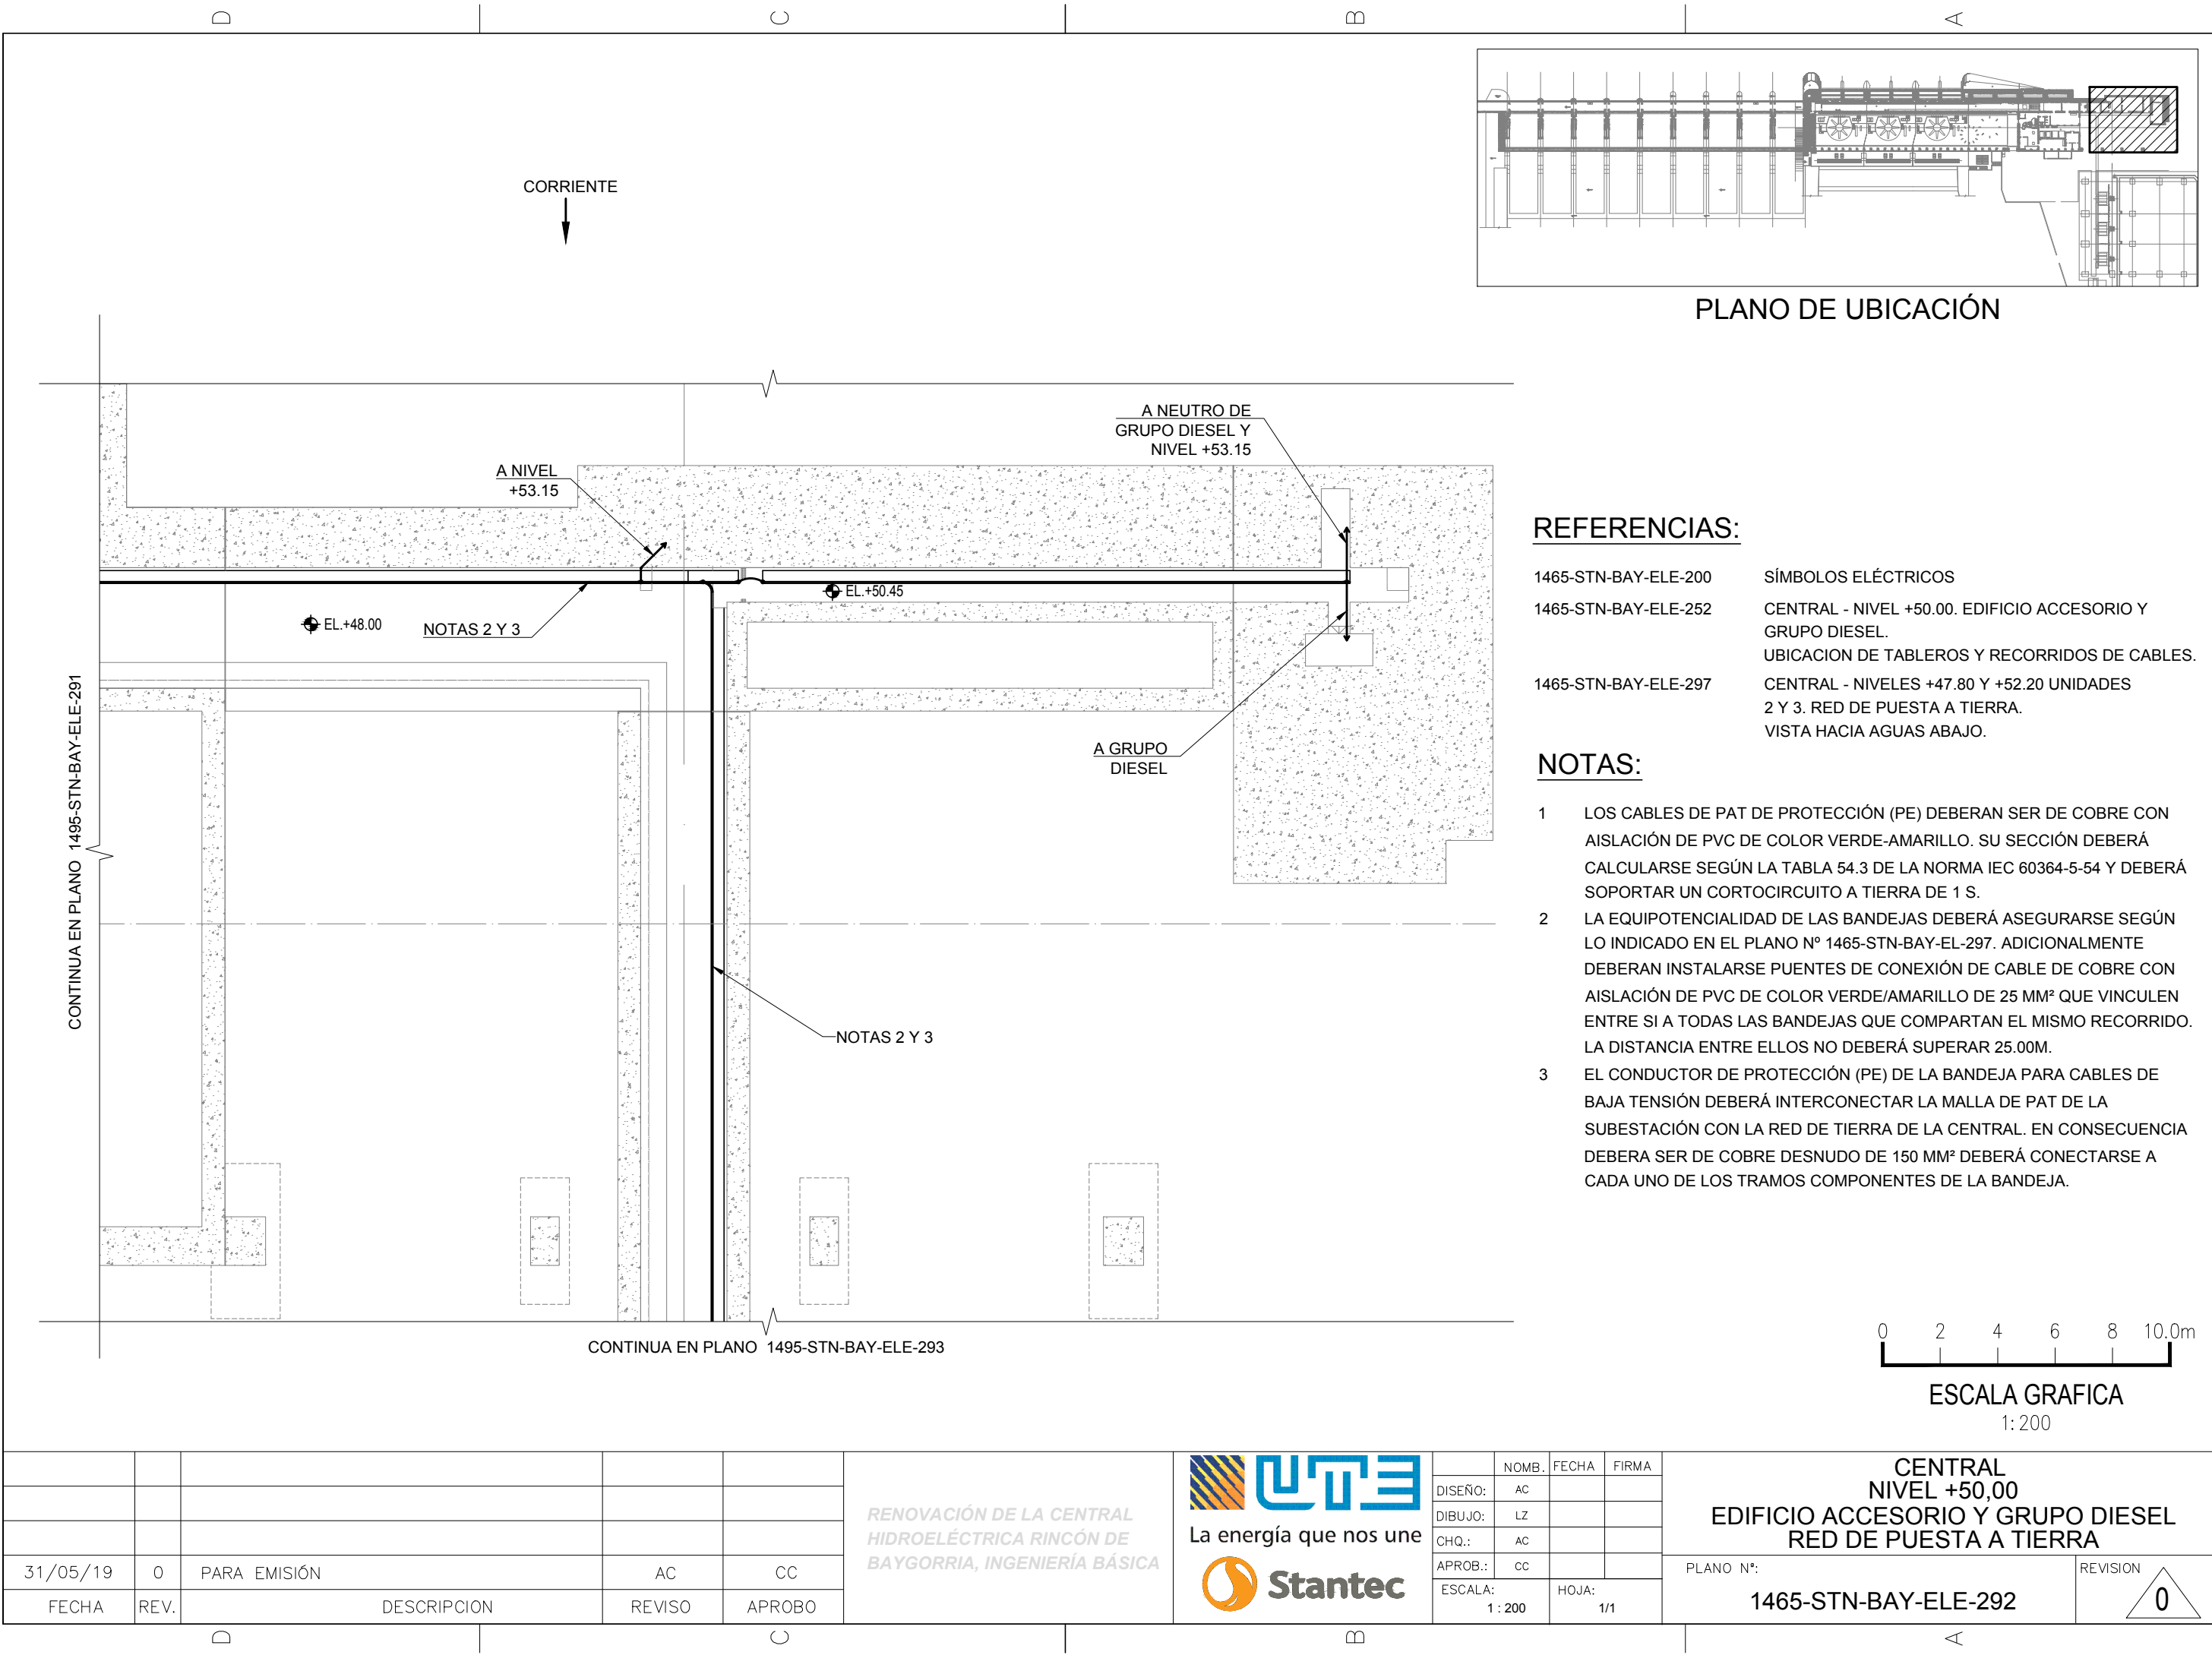 D
C
B
A
PLANO DE UBICACIÓN
CORRIENTE
A NEUTRO DE
GRUPO DIESEL Y
NIVEL +53.15
A NIVEL
+53.15
EL.+50.45
EL.+48.00
NOTAS 2 Y 3
A GRUPO
DIESEL
NOTAS 2 Y 3
CONTINUA EN PLANO 1495-STN-BAY-ELE-291
CONTINUA EN PLANO 1495-STN-BAY-ELE-293
REFERENCIAS:
1465-STN-BAY-ELE-200 SÍMBOLOS ELÉCTRICOS
1465-STN-BAY-ELE-252 CENTRAL - NIVEL +50.00. EDIFICIO ACCESORIO Y
GRUPO DIESEL.
UBICACION DE TABLEROS Y RECORRIDOS DE CABLES.
1465-STN-BAY-ELE-297 CENTRAL - NIVELES +47.80 Y +52.20 UNIDADES
2 Y 3. RED DE PUESTA A TIERRA.
VISTA HACIA AGUAS ABAJO.
NOTAS:
1 LOS CABLES DE PAT DE PROTECCIÓN (PE) DEBERAN SER DE COBRE CON
AISLACIÓN DE PVC DE COLOR VERDE-AMARILLO. SU SECCIÓN DEBERÁ
CALCULARSE SEGÚN LA TABLA 54.3 DE LA NORMA IEC 60364-5-54 Y DEBERÁ
SOPORTAR UN CORTOCIRCUITO A TIERRA DE 1 S.
2 LA EQUIPOTENCIALIDAD DE LAS BANDEJAS DEBERÁ ASEGURARSE SEGÚN
LO INDICADO EN EL PLANO Nº 1465-STN-BAY-EL-297. ADICIONALMENTE
DEBERAN INSTALARSE PUENTES DE CONEXIÓN DE CABLE DE COBRE CON
AISLACIÓN DE PVC DE COLOR VERDE/AMARILLO DE 25 MM² QUE VINCULEN
ENTRE SI A TODAS LAS BANDEJAS QUE COMPARTAN EL MISMO RECORRIDO.
LA DISTANCIA ENTRE ELLOS NO DEBERÁ SUPERAR 25.00M.
3 EL CONDUCTOR DE PROTECCIÓN (PE) DE LA BANDEJA PARA CABLES DE
BAJA TENSIÓN DEBERÁ INTERCONECTAR LA MALLA DE PAT DE LA
SUBESTACIÓN CON LA RED DE TIERRA DE LA CENTRAL. EN CONSECUENCIA
DEBERA SER DE COBRE DESNUDO DE 150 MM² DEBERÁ CONECTARSE A
CADA UNO DE LOS TRAMOS COMPONENTES DE LA BANDEJA.
0 2 4 6 8 10.0m
ESCALA GRAFICA
1:200
31/05/19 0 PARA EMISIÓN AC CC
FECHA REV. DESCRIPCION REVISO APROBO
RENOVACIÓN DE LA CENTRAL
HIDROELÉCTRICA RINCÓN DE
BAYGORRIA, INGENIERÍA BÁSICA
UTE
La energía que nos une
Stantec
NOMB. FECHA FIRMA
DISEÑO: AC
DIBUJO: LZ
CHQ.: AC
APROB.: CC
ESCALA: HOJA:
1 : 200 1/1
CENTRAL
NIVEL +50,00
EDIFICIO ACCESORIO Y GRUPO DIESEL
RED DE PUESTA A TIERRA
PLANO Nº: REVISION
1465-STN-BAY-ELE-292 0
D
C
B
A